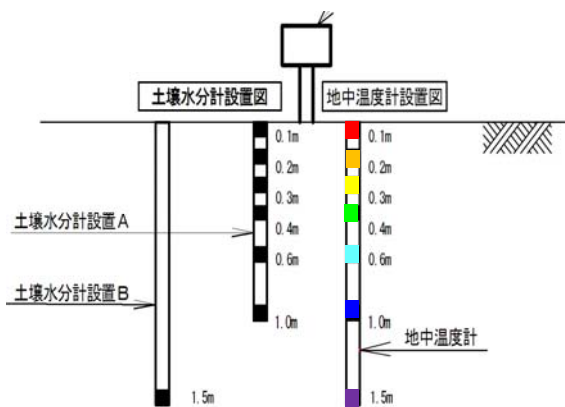 土壌水分計設置図
地中温度計設置図
0.1m
0.2m
0.3m
0.4m
0.6m
1.0m
1.5m
0.1m
0.2m
0.3m
0.4m
0.6m
1.0m
1.5m
土壌水分計設置A
土壌水分計設置B
地中温度計